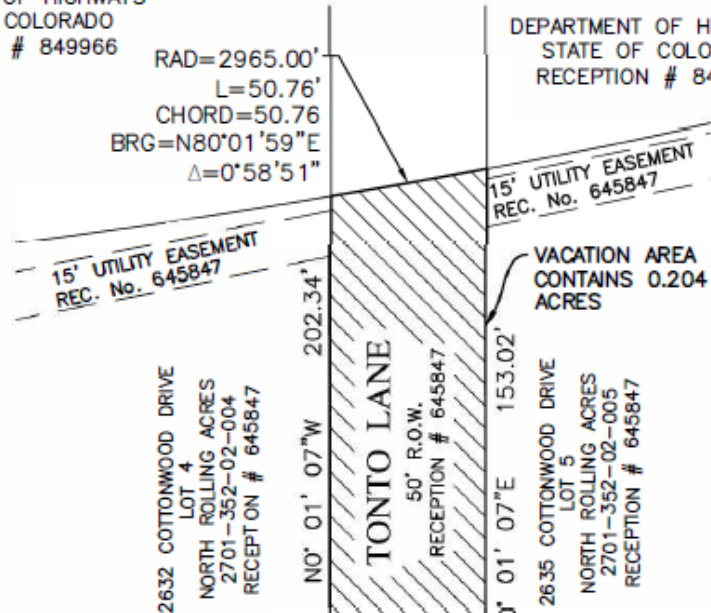 OF HIGHWAYS
COLORADO
# 849966
RAD=2965.00'
L=50.76'
CHORD=50.76
BRG=N80°01'59"E
Δ=0°58'51"
DEPARTMENT OF H
STATE OF COLO
RECEPTION # 84
15' UTILITY EASEMENT
REC. No. 645847
15' UTILITY EASEMENT
REC. No. 645847
VACATION AREA
CONTAINS 0.204
ACRES
2632 COTTONWOOD DRIVE
LOT 4
NORTH ROLLING ACRES
2701-352-02-004
RECEPTION # 645847
N0° 01' 07"W 202.34'
TONTO LANE
50' R.O.W.
RECEPTION # 645847
01' 07"E 153.02'
2635 COTTONWOOD DRIVE
LOT 5
NORTH ROLLING ACRES
2701-352-02-005
RECEPTION # 645847